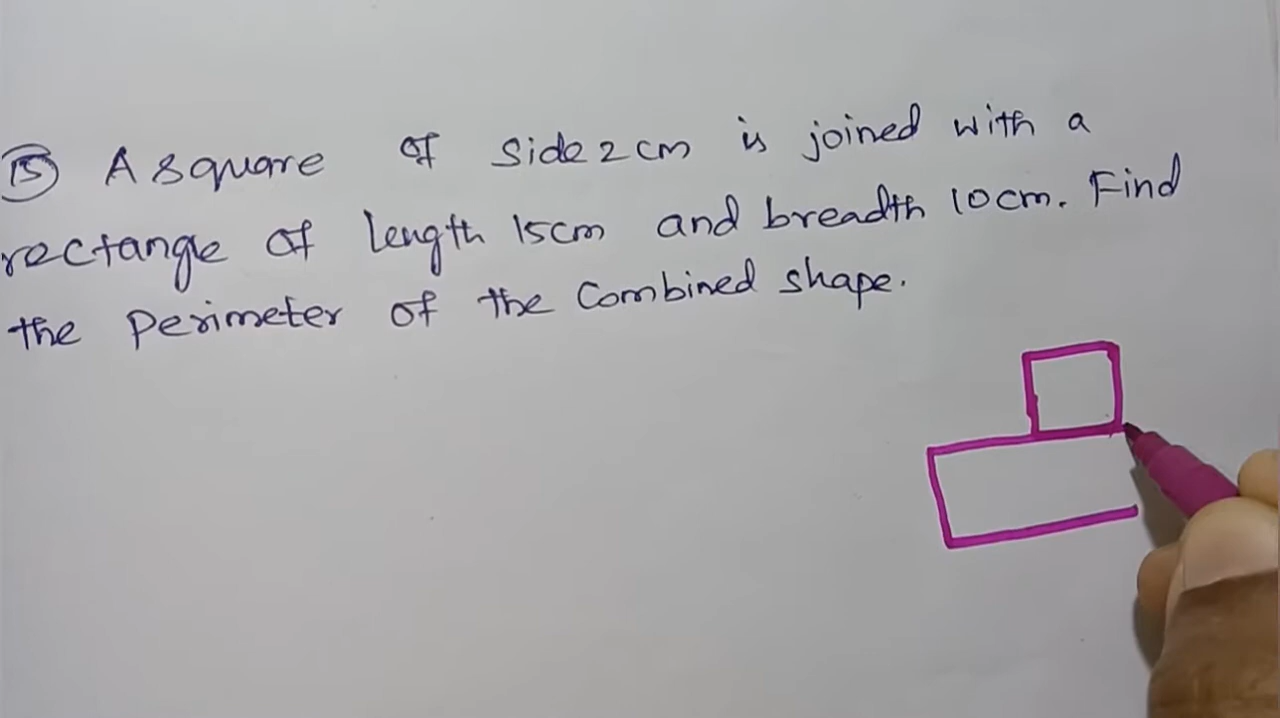 15 A square of side 2 cm is joined with a
rectangle of length 15cm and breadth 10cm. Find
the perimeter of the Combined shape.